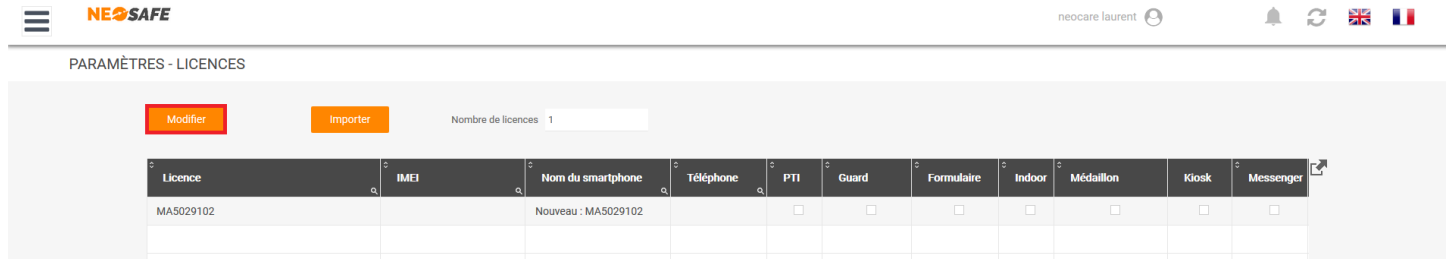 NEOSAFE
neocare laurent
PARAMÈTRES - LICENCES
Modifier
Importer
Nombre de licences 1
Licence IMEI Nom du smartphone Téléphone PTI Guard Formulaire Indoor Médaillon Kiosk Messenger
MA5029102 Nouveau : MA5029102